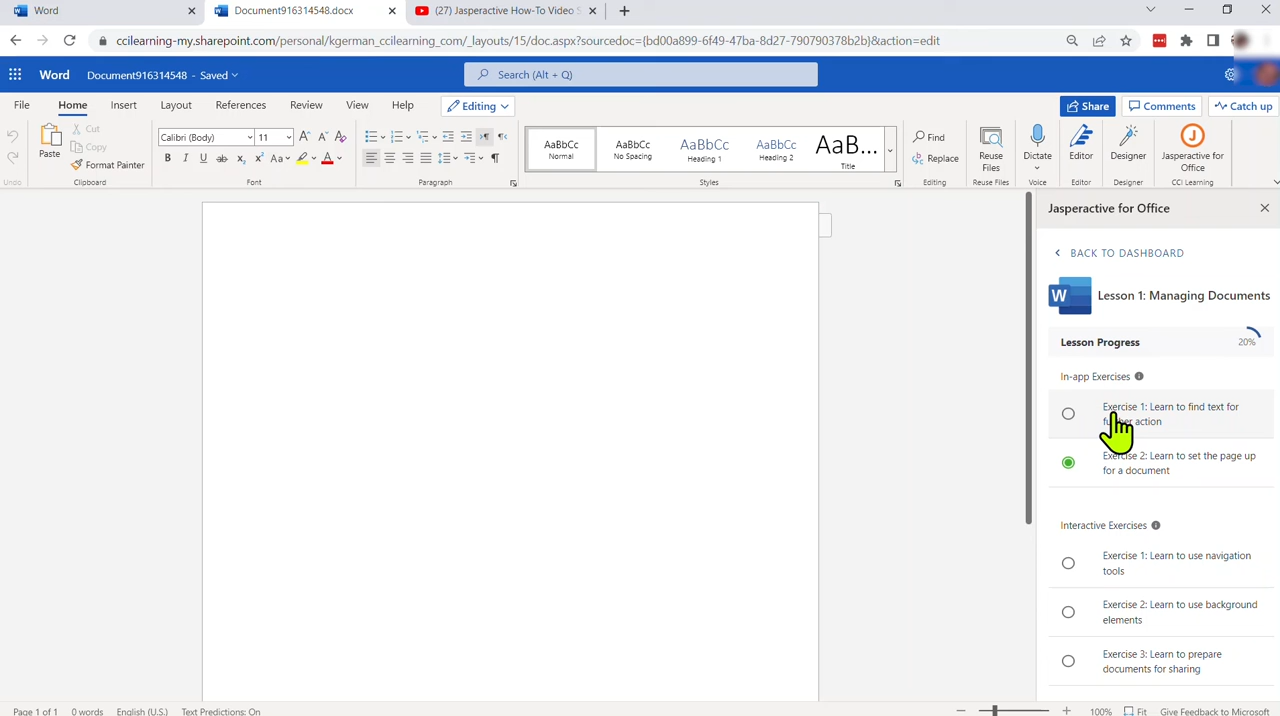 Word
Document916314548.docx
(27) Jasperactive How-To Video S
ccilearning-my.sharepoint.com/personal/kgerman_ccilearning_com/_layouts/15/doc.aspx?sourcedoc={bd00a899-6f49-47ba-8d27-790790378b2b}&action=edit
Word
Document916314548 - Saved
Search (Alt + Q)
File
Home
Insert
Layout
References
Review
View
Help
Editing
Share
Comments
Catch up
Undo
Paste
Cut
Copy
Format Painter
Clipboard
Calibri (Body)
11
Font
Paragraph
AaBbCc
Normal
AaBbCc
No Spacing
AaBbCc
Heading 1
AaBbCc
Heading 2
AaB...
Title
Styles
Find
Replace
Editing
Reuse
Files
Reuse Files
Dictate
Voice
Editor
Editor
Designer
Designer
Jasperactive for
Office
CCI Learning
Jasperactive for Office
BACK TO DASHBOARD
Lesson 1: Managing Documents
Lesson Progress
20%
In-app Exercises
Exercise 1: Learn to find text for
further action
Exercise 2: Learn to set the page up
for a document
Interactive Exercises
Exercise 1: Learn to use navigation
tools
Exercise 2: Learn to use background
elements
Exercise 3: Learn to prepare
documents for sharing
Page 1 of 1
0 words
English (U.S.)
Text Predictions: On
100%
Fit
Give Feedback to Microsoft